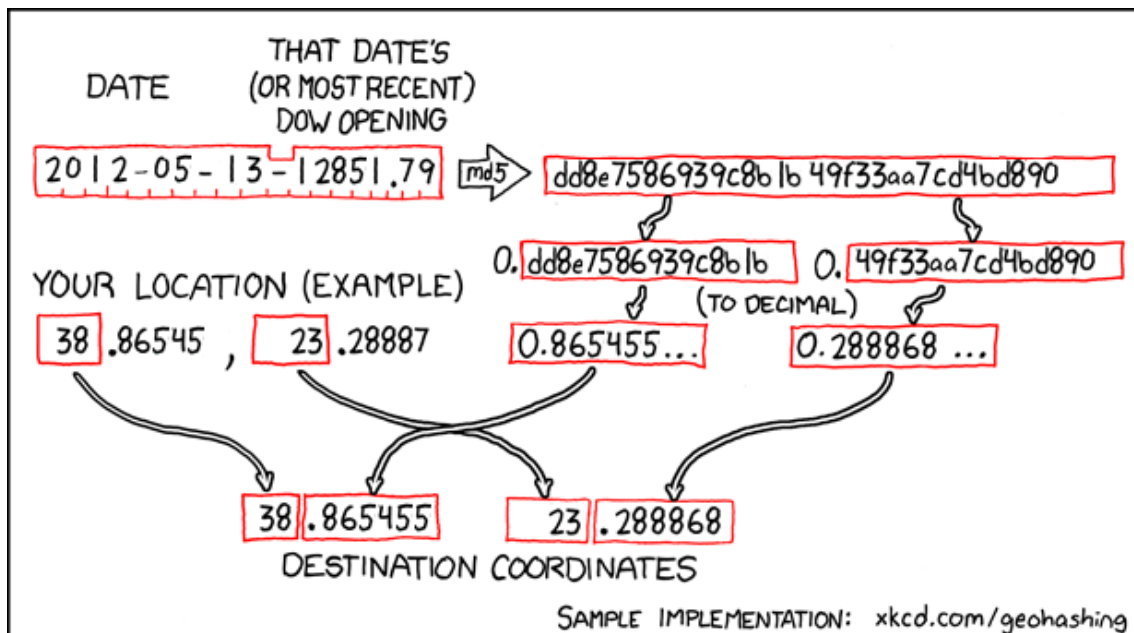 DATE
THAT DATE'S
(OR MOST RECENT)
DOW OPENING
2012-05-13-12851.79
md5
dd8e7586939c8b1b49f33aa7cd4bd890
0.dd8e7586939c8b1b
0.49f33aa7cd4bd890
(TO DECIMAL)
YOUR LOCATION (EXAMPLE)
38.86545, 23.28887
0.865455...
0.288868 ...
38.865455
23.288868
DESTINATION COORDINATES
SAMPLE IMPLEMENTATION: xkcd.com/geohashing